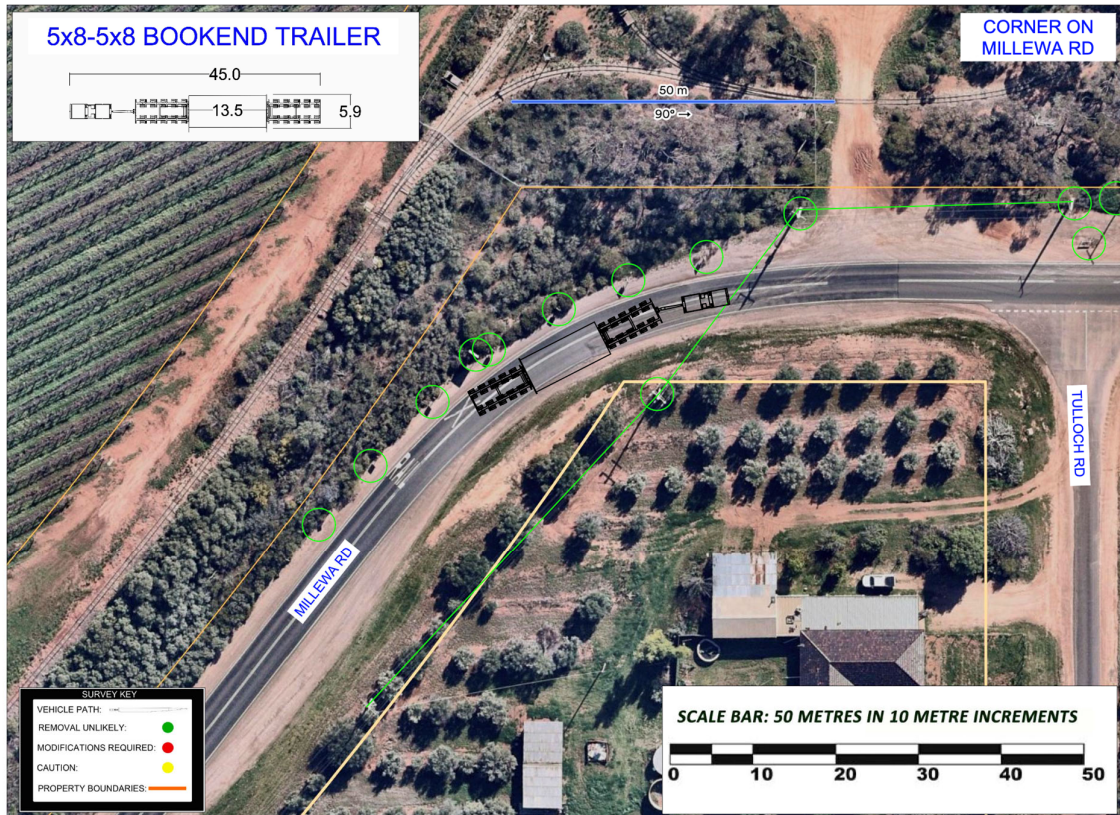 5x8-5x8 BOOKEND TRAILER
45.0
13.5
5.9
CORNER ON
MILLEWA RD
50 m
90° →
TULLOCH RD
MILLEWA RD
SURVEY KEY
VEHICLE PATH:
REMOVAL UNLIKELY:
MODIFICATIONS REQUIRED:
CAUTION:
PROPERTY BOUNDARIES:
SCALE BAR: 50 METRES IN 10 METRE INCREMENTS
0 10 20 30 40 50